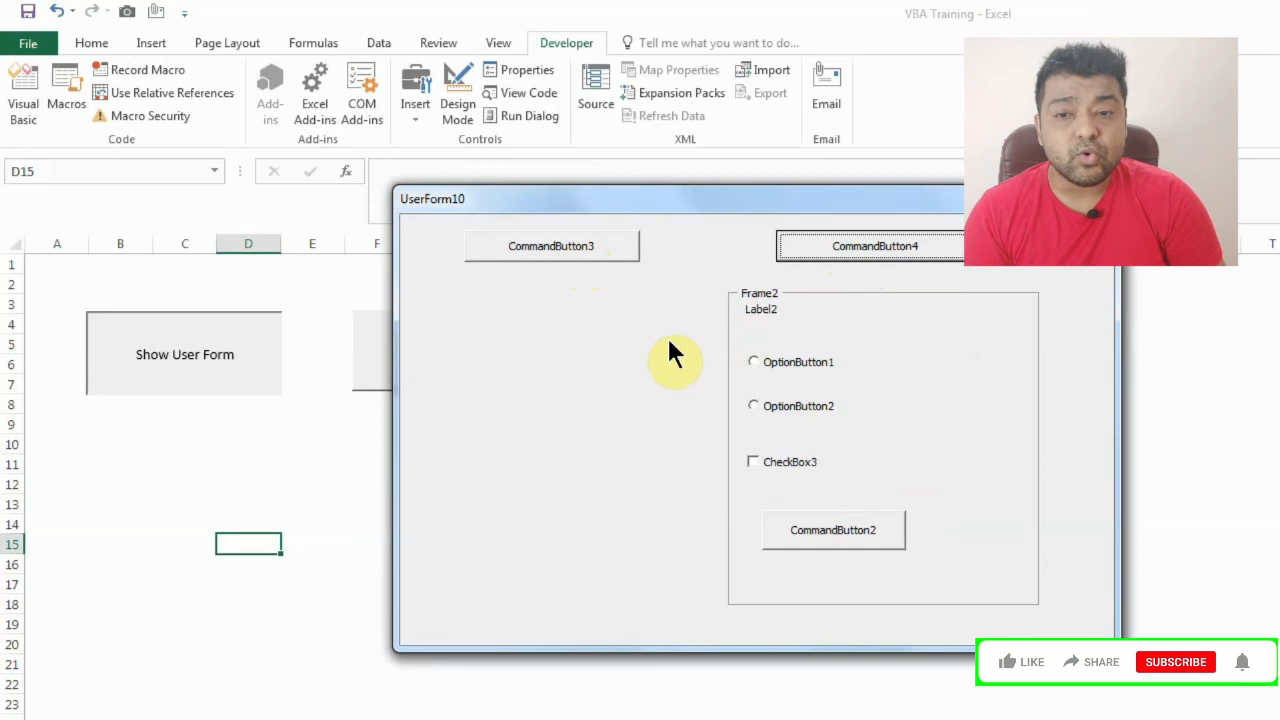 VBA Training - Excel
File Home Insert Page Layout Formulas Data Review View Developer Tell me what you want to do...
Visual Basic
Macros
Record Macro
Use Relative References
Macro Security
Code
Add-ins
Excel Add-ins
COM Add-ins
Add-ins
Insert
Design Mode
Properties
View Code
Run Dialog
Controls
Source
Map Properties
Expansion Packs
Refresh Data
Import
Export
XML
Email
Email
D15
fx
A B C D E F T
1
2
3
4
5
6
7
8
9
10
11
12
13
14
15
16
17
18
19
20
21
22
23
Show User Form
UserForm10
CommandButton3 CommandButton4
Frame2
Label2
OptionButton1
OptionButton2
CheckBox3
CommandButton2
LIKE SHARE SUBSCRIBE